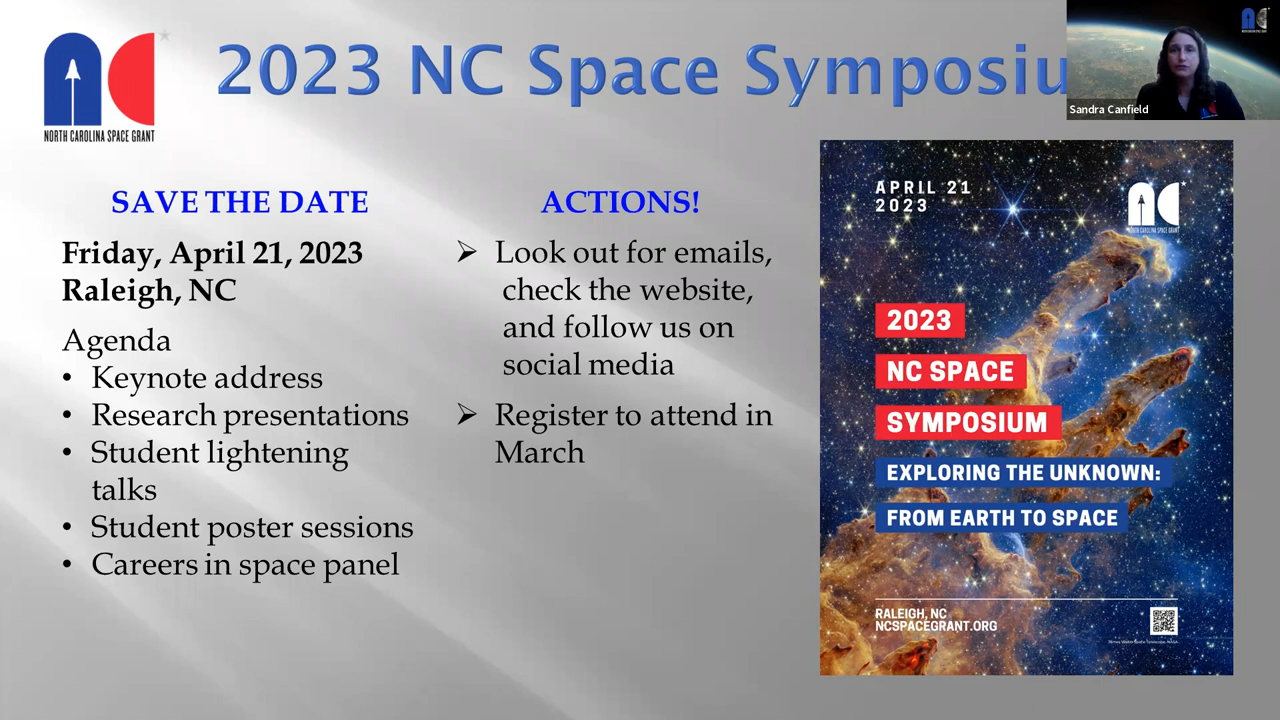 2023 NC Space Symposiu
NORTH CAROLINA SPACE GRANT
Sandra Canfield
SAVE THE DATE
Friday, April 21, 2023
Raleigh, NC
Agenda
• Keynote address
• Research presentations
• Student lightening
talks
• Student poster sessions
• Careers in space panel
ACTIONS!
➢ Look out for emails,
check the website,
and follow us on
social media
➢ Register to attend in
March
APRIL 21
2023
NORTH CAROLINA SPACE GRANT
2023
NC SPACE
SYMPOSIUM
EXPLORING THE UNKNOWN:
FROM EARTH TO SPACE
RALEIGH, NC
NCSPACEGRANT.ORG